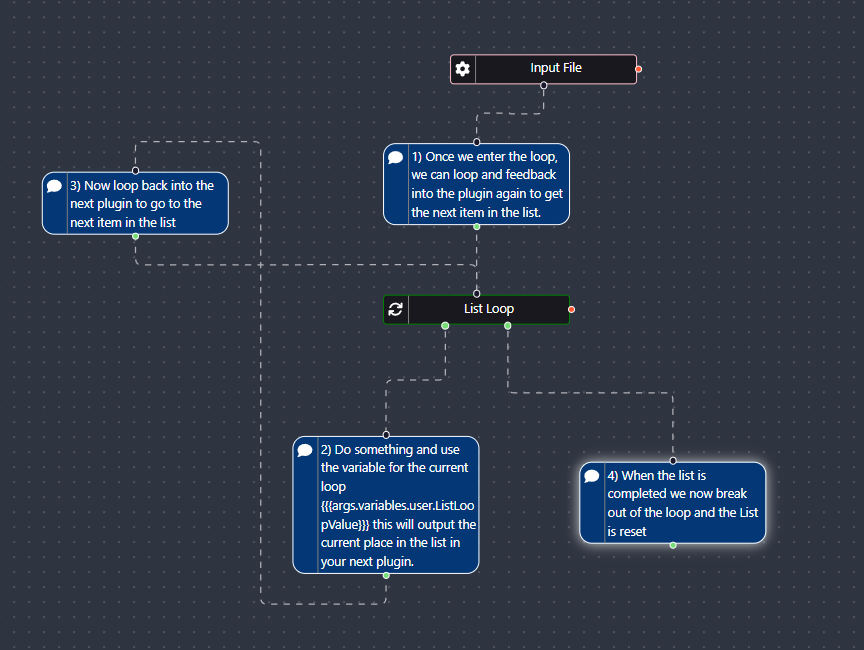 Input File
1) Once we enter the loop,
we can loop and feedback
into the plugin again to get
the next item in the list.
3) Now loop back into the
next plugin to go to the
next item in the list
List Loop
2) Do something and use
the variable for the current
loop
{{{args.variables.user.ListLoo
pValue}}} this will output the
current place in the list in
your next plugin.
4) When the list is
completed we now break
out of the loop and the List
is reset